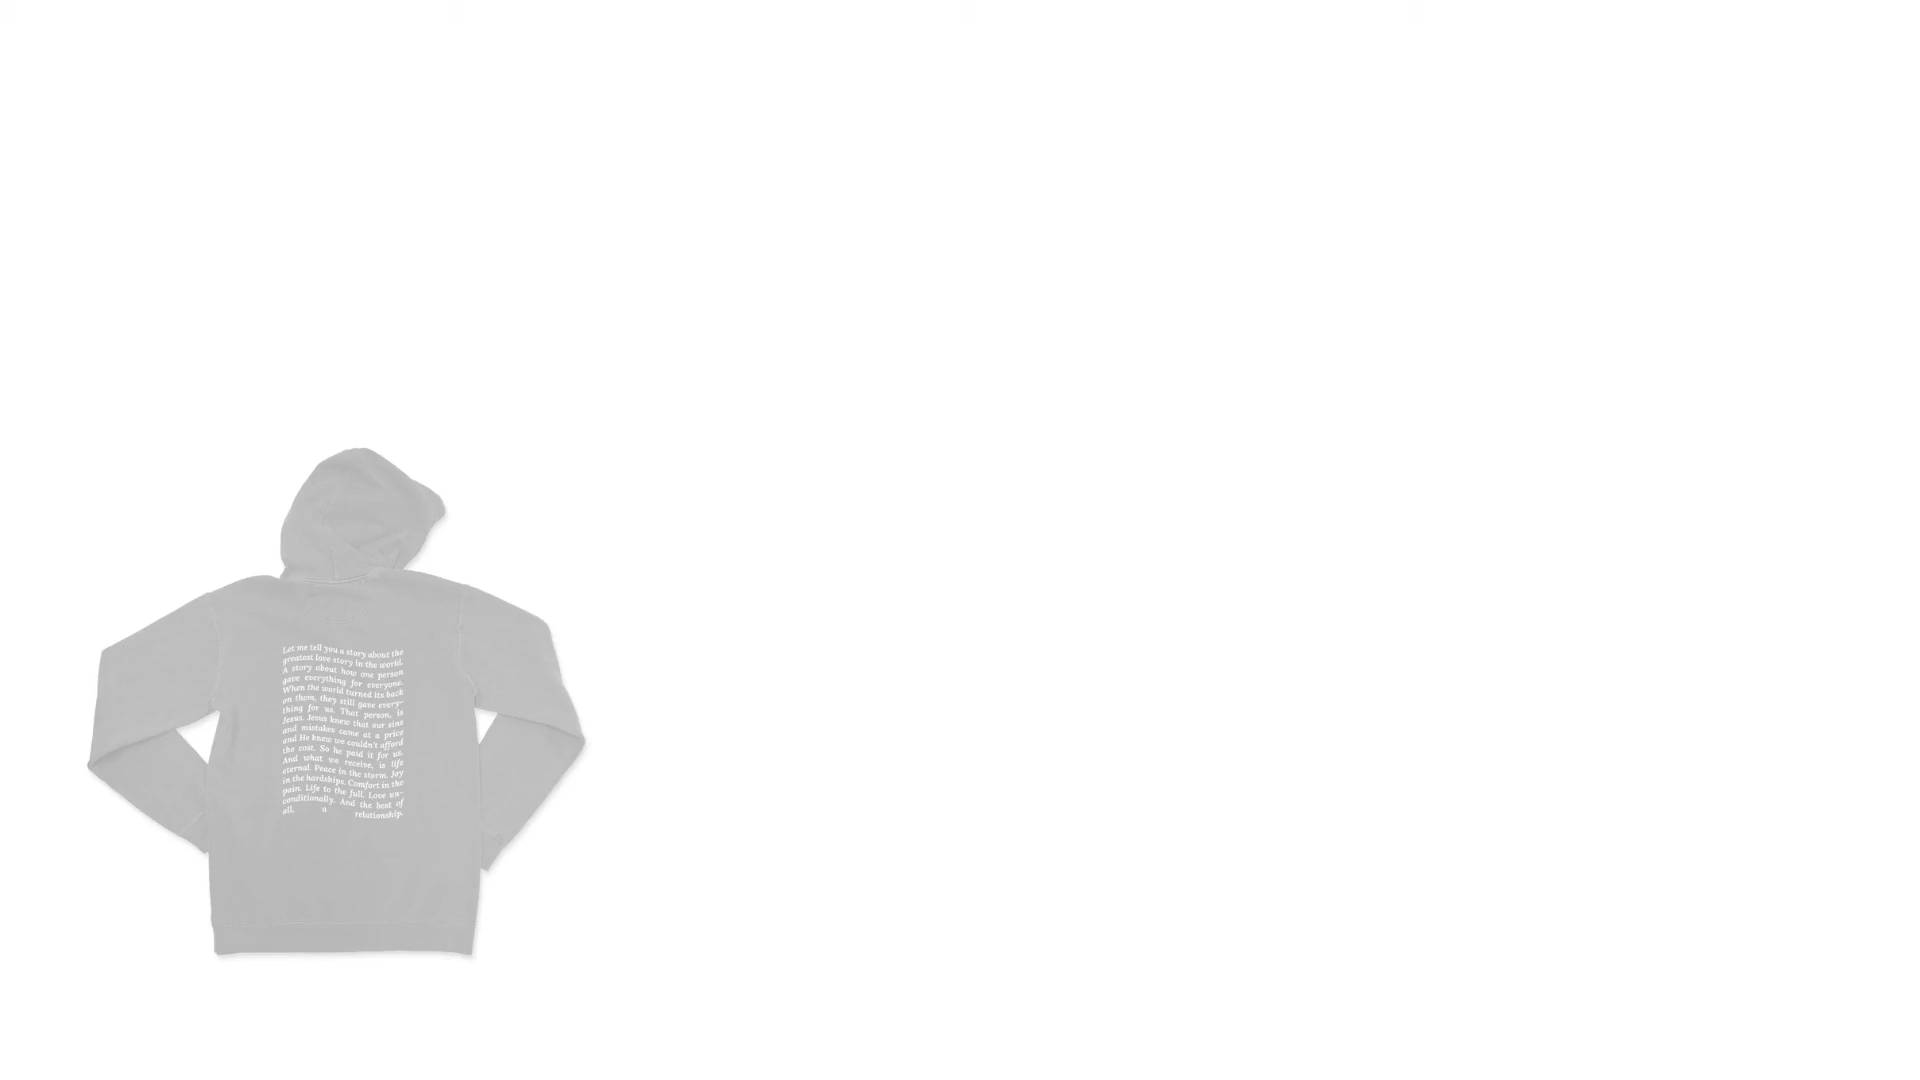 Let me tell you a story about the
greatest love story in the world.
A story about how one person
gave everything for everyone.
When the world turned its back
on them, they still gave every-
thing for us. That person, is
Jesus. Jesus knew that our sins
and mistakes came at a price
and He knew we couldn't afford
the cost. So he paid it for us.
And what we receive, is life
eternal. Peace in the storm. Joy
in the hardships. Comfort in the
pain. Life to the full. Love un-
conditionally. And the best of
all, a relationship.